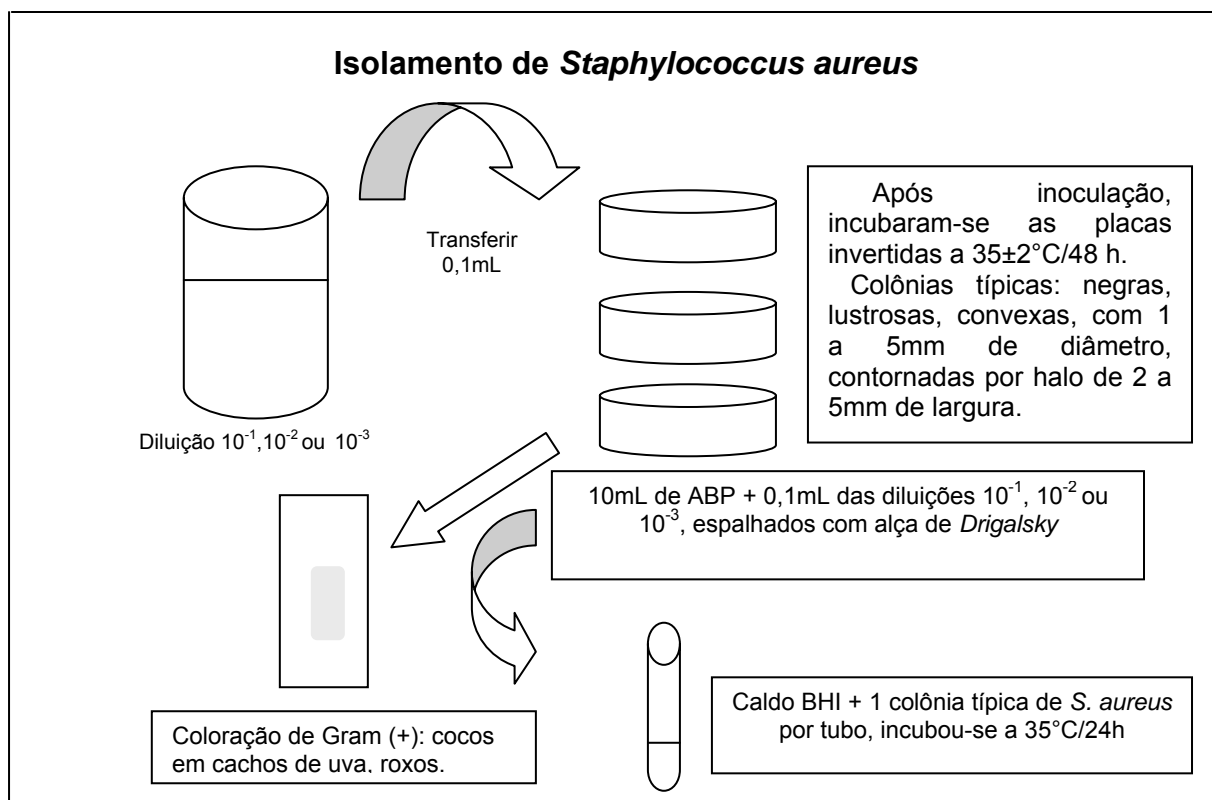 Isolamento de Staphylococcus aureus
Transferir
0,1mL
Após inoculação,
incubaram-se as placas
invertidas a 35±2°C/48 h.
Colônias típicas: negras,
lustrosas, convexas, com 1
a 5mm de diâmetro,
contornadas por halo de 2 a
5mm de largura.
Diluição 10⁻¹,10⁻² ou 10⁻³
10mL de ABP + 0,1mL das diluições 10⁻¹, 10⁻² ou
10⁻³, espalhados com alça de Drigalsky
Caldo BHI + 1 colônia típica de S. aureus
por tubo, incubou-se a 35°C/24h
Coloração de Gram (+): cocos
em cachos de uva, roxos.